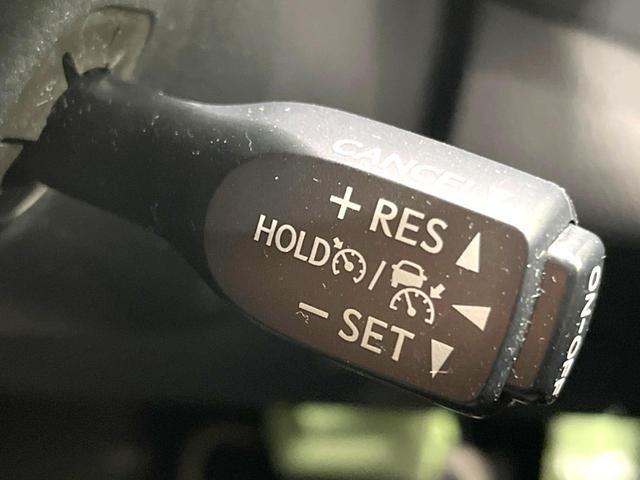 CANCEL
+ RES ▲
HOLD / ◀
− SET ▼
ON-OFF